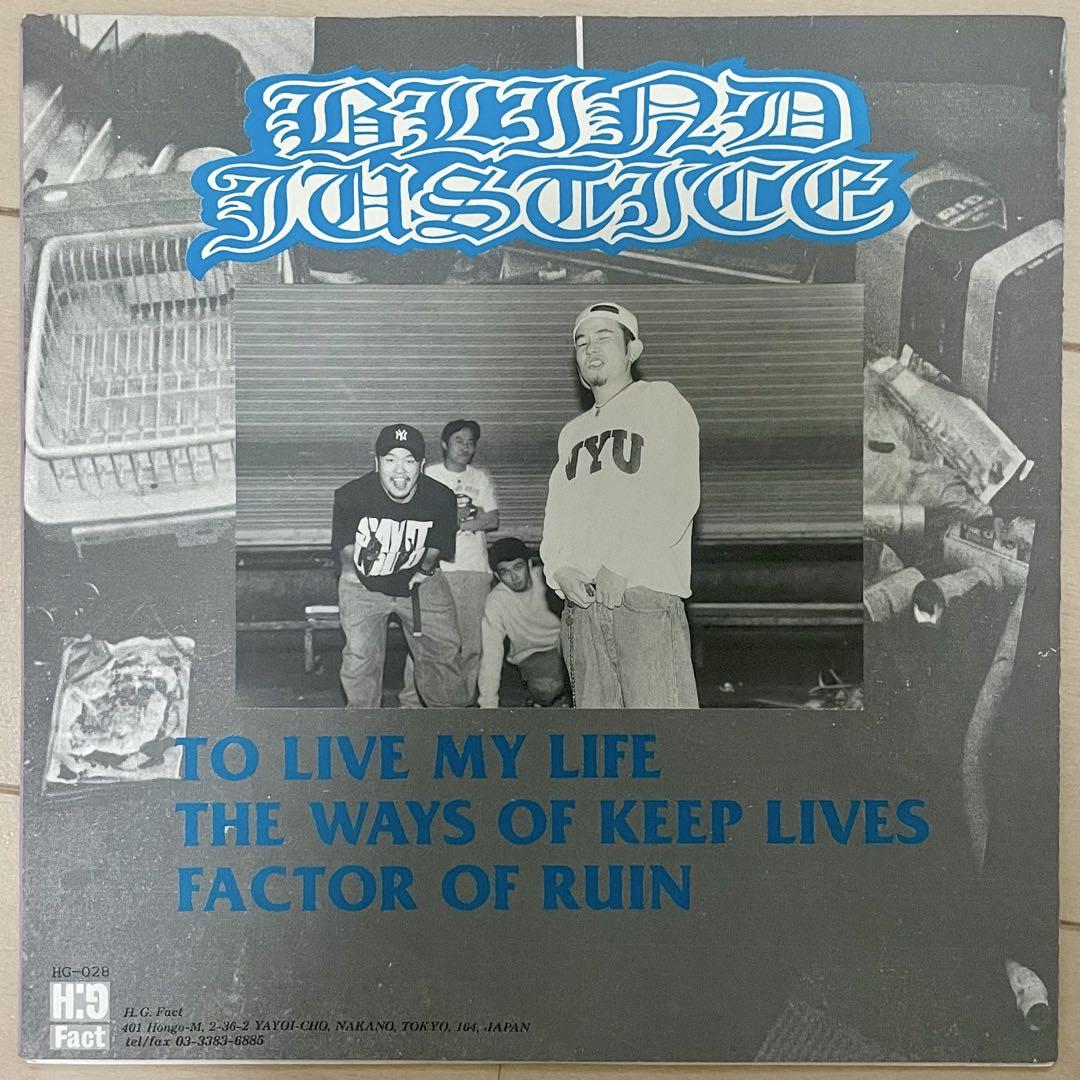 BLIND
JUSTICE
NY
NYU
TO LIVE MY LIFE
THE WAYS OF KEEP LIVES
FACTOR OF RUIN
HG-028
H:G
Fact
H.G. Fact
401 Hongo-M, 2-36-2 YAYOI-CHO, NAKANO, TOKYO, 164, JAPAN
tel/fax 03-3383-6885